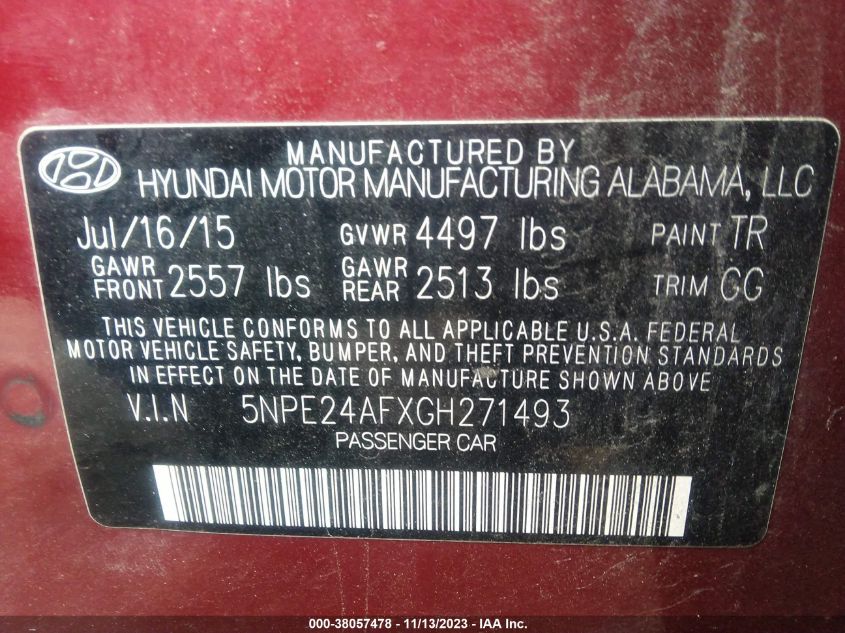 MANUFACTURED BY
HYUNDAI MOTOR MANUFACTURING ALABAMA, LLC
Jul/16/15 GVWR 4497 lbs PAINT TR
GAWR FRONT 2557 lbs GAWR REAR 2513 lbs TRIM GG
THIS VEHICLE CONFORMS TO ALL APPLICABLE U.S.A. FEDERAL
MOTOR VEHICLE SAFETY, BUMPER, AND THEFT PREVENTION STANDARDS
IN EFFECT ON THE DATE OF MANUFACTURE SHOWN ABOVE
V.I.N 5NPE24AFXGH271493
PASSENGER CAR
000-38057478 - 11/13/2023 - IAA Inc.